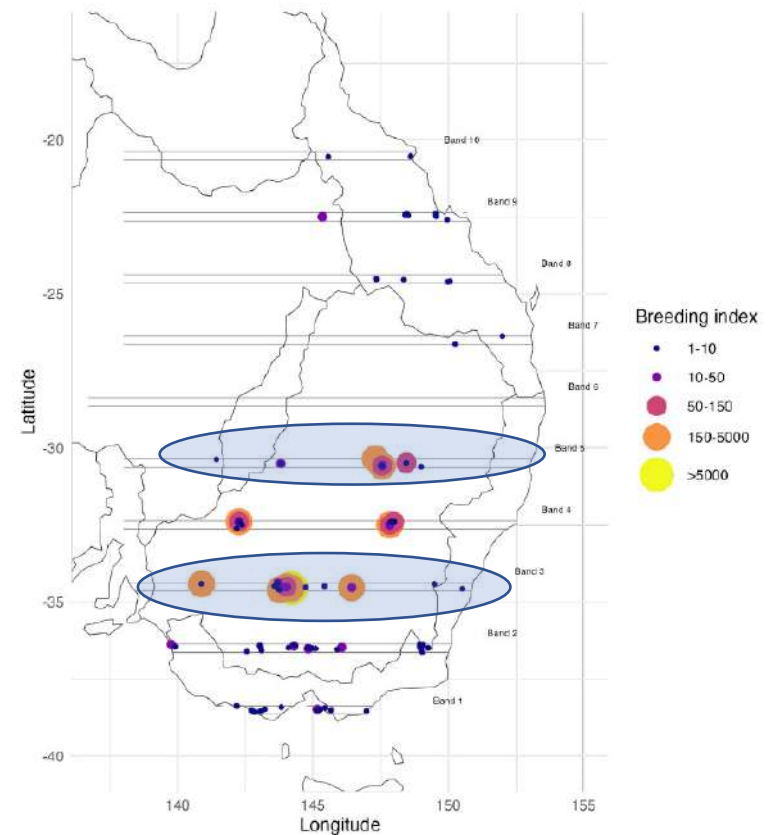 -20
-25
-30
-35
-40
Latitude
140
145
150
155
Longitude
Band 10
Band 9
Band 8
Band 7
Band 6
Band 5
Band 4
Band 3
Band 2
Band 1
Breeding index
1-10
10-50
50-150
150-5000
>5000